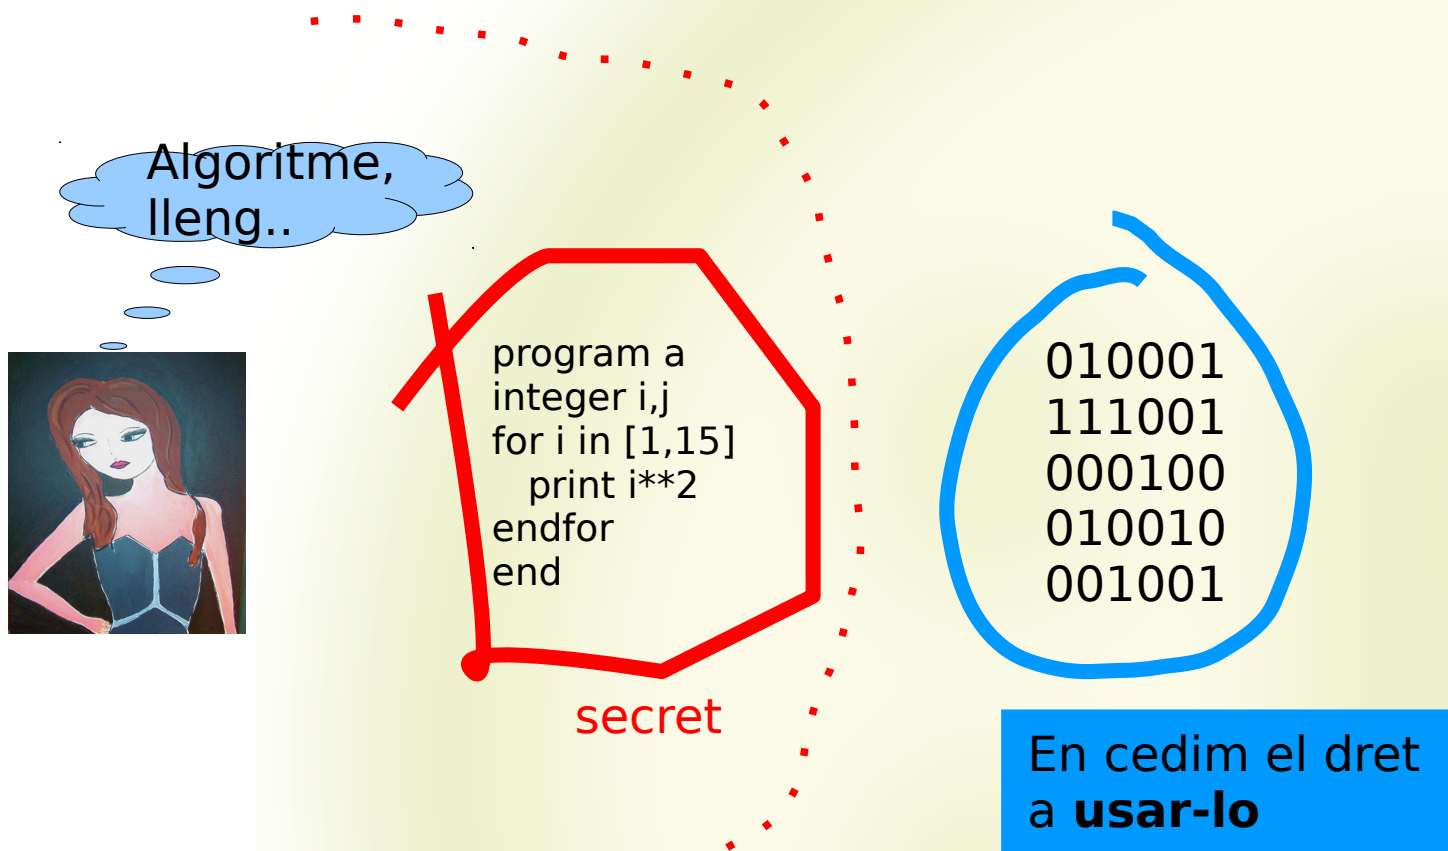 Algoritme,
lleng..
program a
integer i,j
for i in [1,15]
print i**2
endfor
end
secret
010001
111001
000100
010010
001001
En cedim el dret
a usar-lo